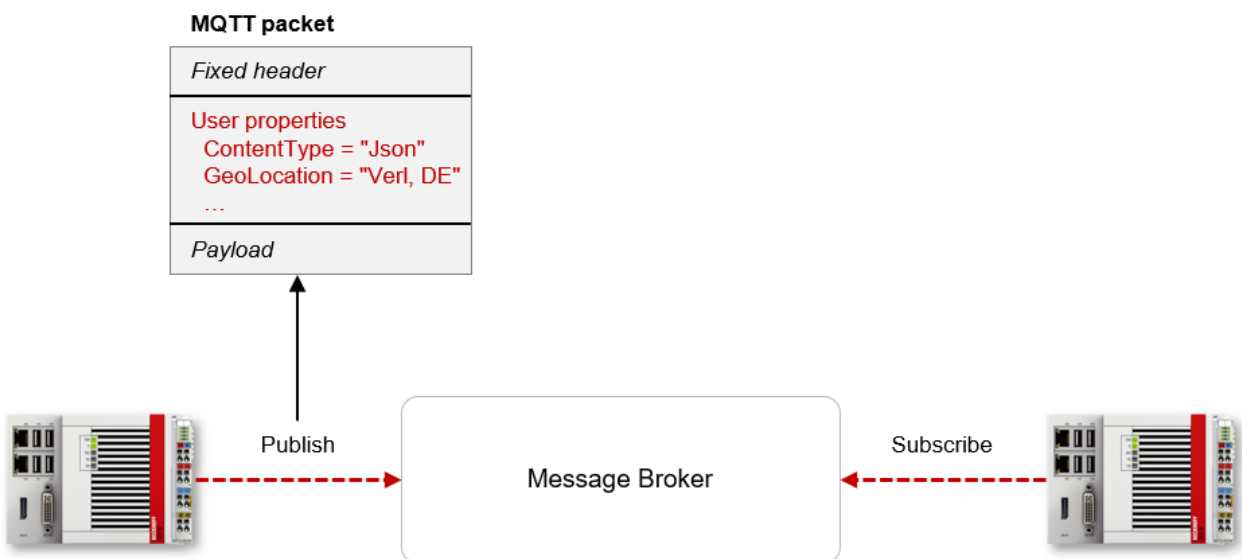 MQTT packet
Fixed header
User properties
ContentType = "Json"
GeoLocation = "Verl, DE"
...
Payload
Publish
Message Broker
Subscribe